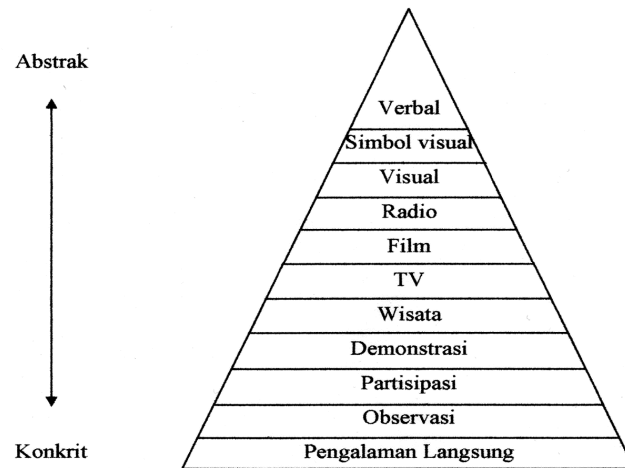 Abstrak
Verbal
Simbol visual
Visual
Radio
Film
TV
Wisata
Demonstrasi
Partisipasi
Observasi
Konkrit
Pengalaman Langsung